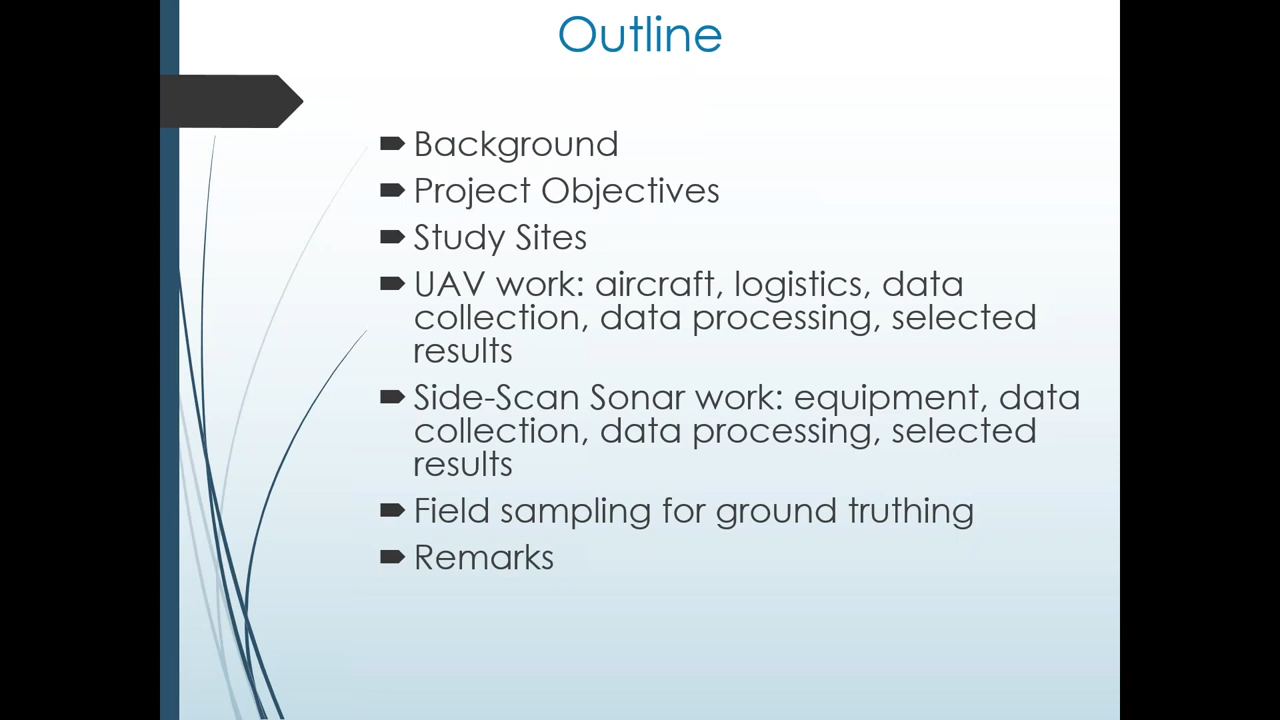 Outline
Background
Project Objectives
Study Sites
UAV work: aircraft, logistics, data
collection, data processing, selected
results
Side-Scan Sonar work: equipment, data
collection, data processing, selected
results
Field sampling for ground truthing
Remarks